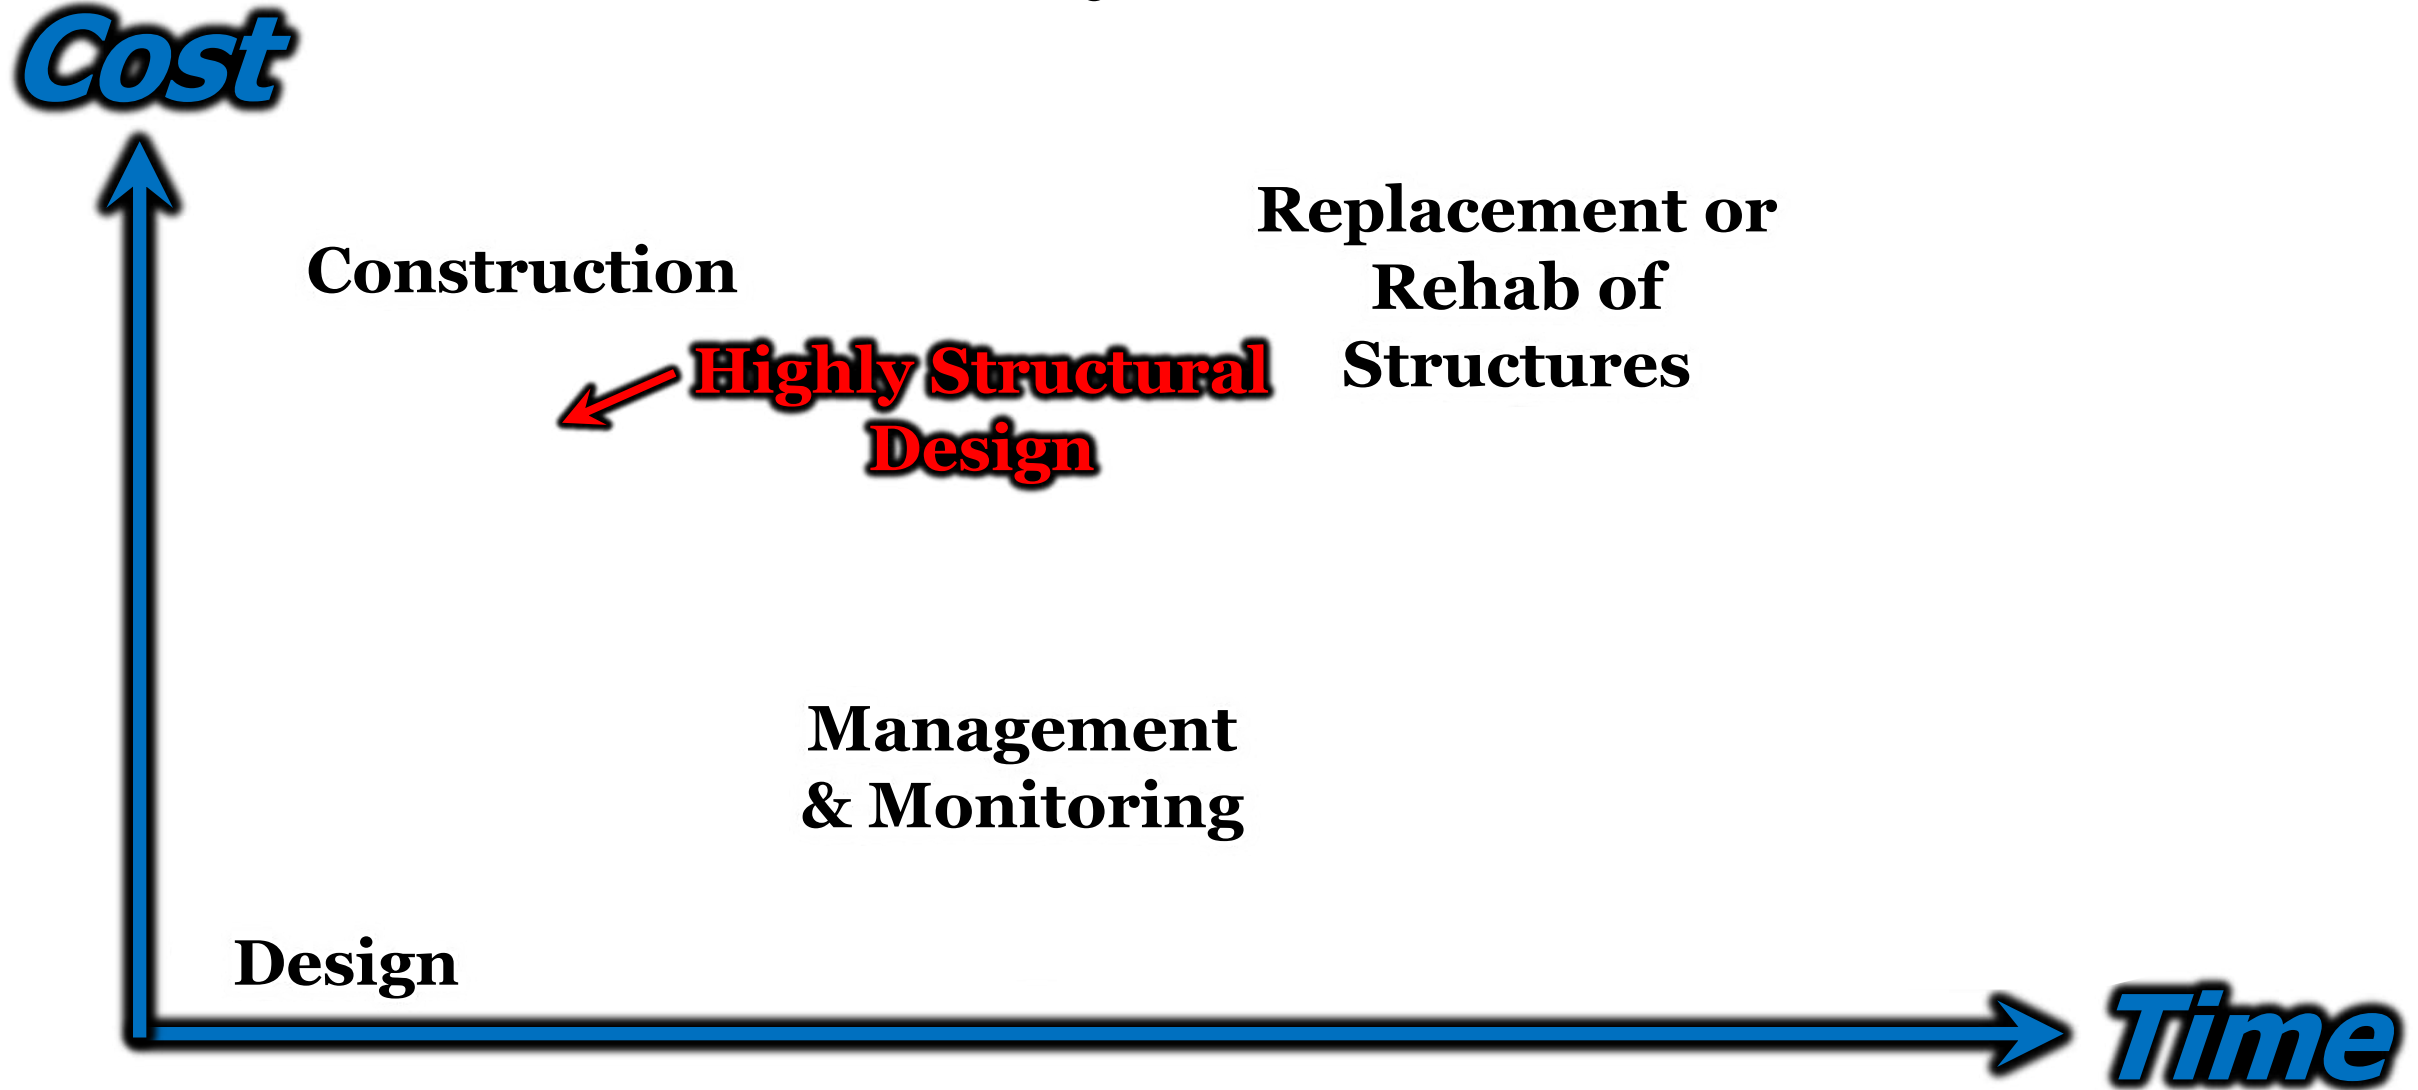 Cost
Construction
Replacement or
Rehab of
Structures
Highly Structural
Design
Management
& Monitoring
Design
Time